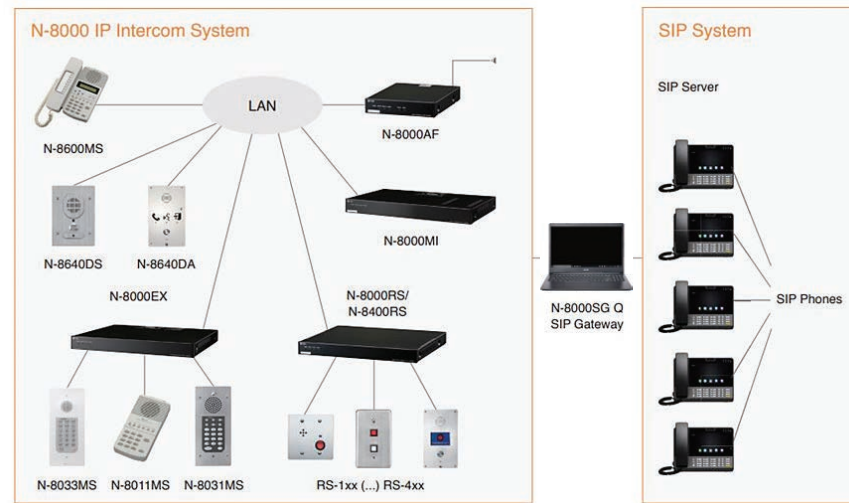 N-8000 IP Intercom System
SIP System
LAN
SIP Server
N-8600MS
N-8000AF
N-8640DS
N-8640DA
N-8000MI
N-8000EX
N-8000RS/
N-8400RS
N-8000SG Q
SIP Gateway
SIP Phones
N-8033MS
N-8011MS
N-8031MS
RS-1xx (...) RS-4xx